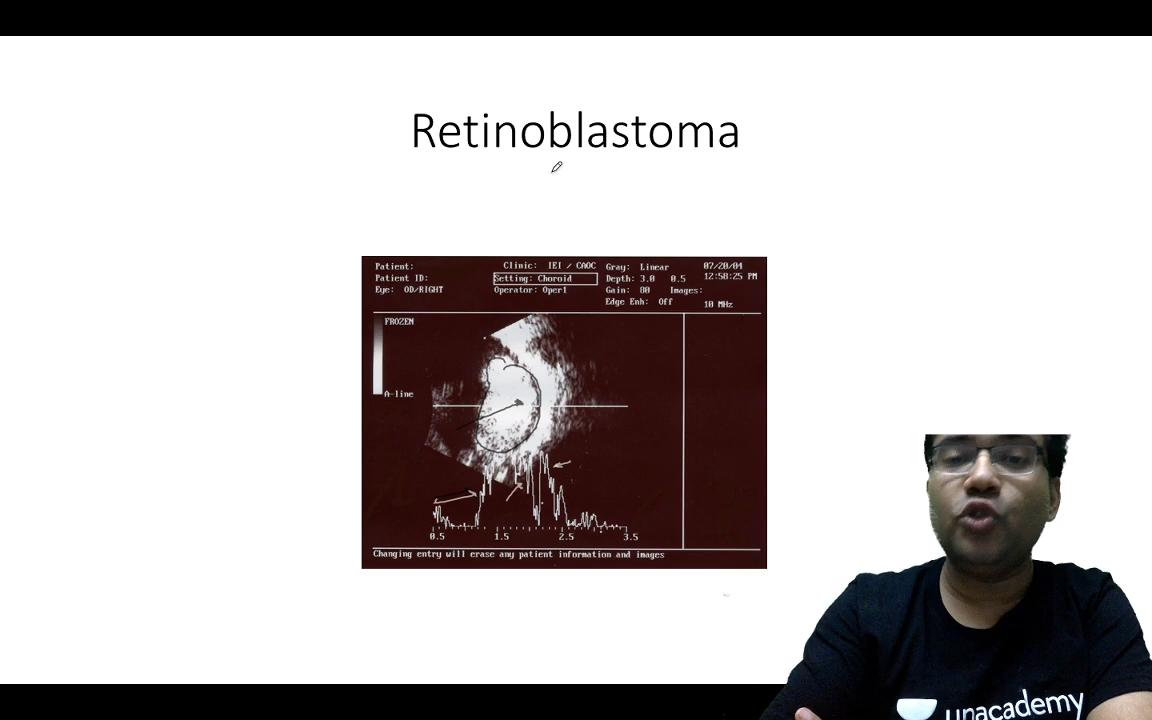 Retinoblastoma
Patient: Clinic: IEI / CAOC Gray: Linear 07/20/04
Patient ID: Setting: Choroid Depth: 3.0 0.5 12:58:25 PM
Eye: OD/RIGHT Operator: Oper1 Gain: 80 Images:
Edge Enh: Off 10 MHz
FROZEN
A-line
0.5 1.5 2.5 3.5
Changing entry will erase any patient information and images
unacademy